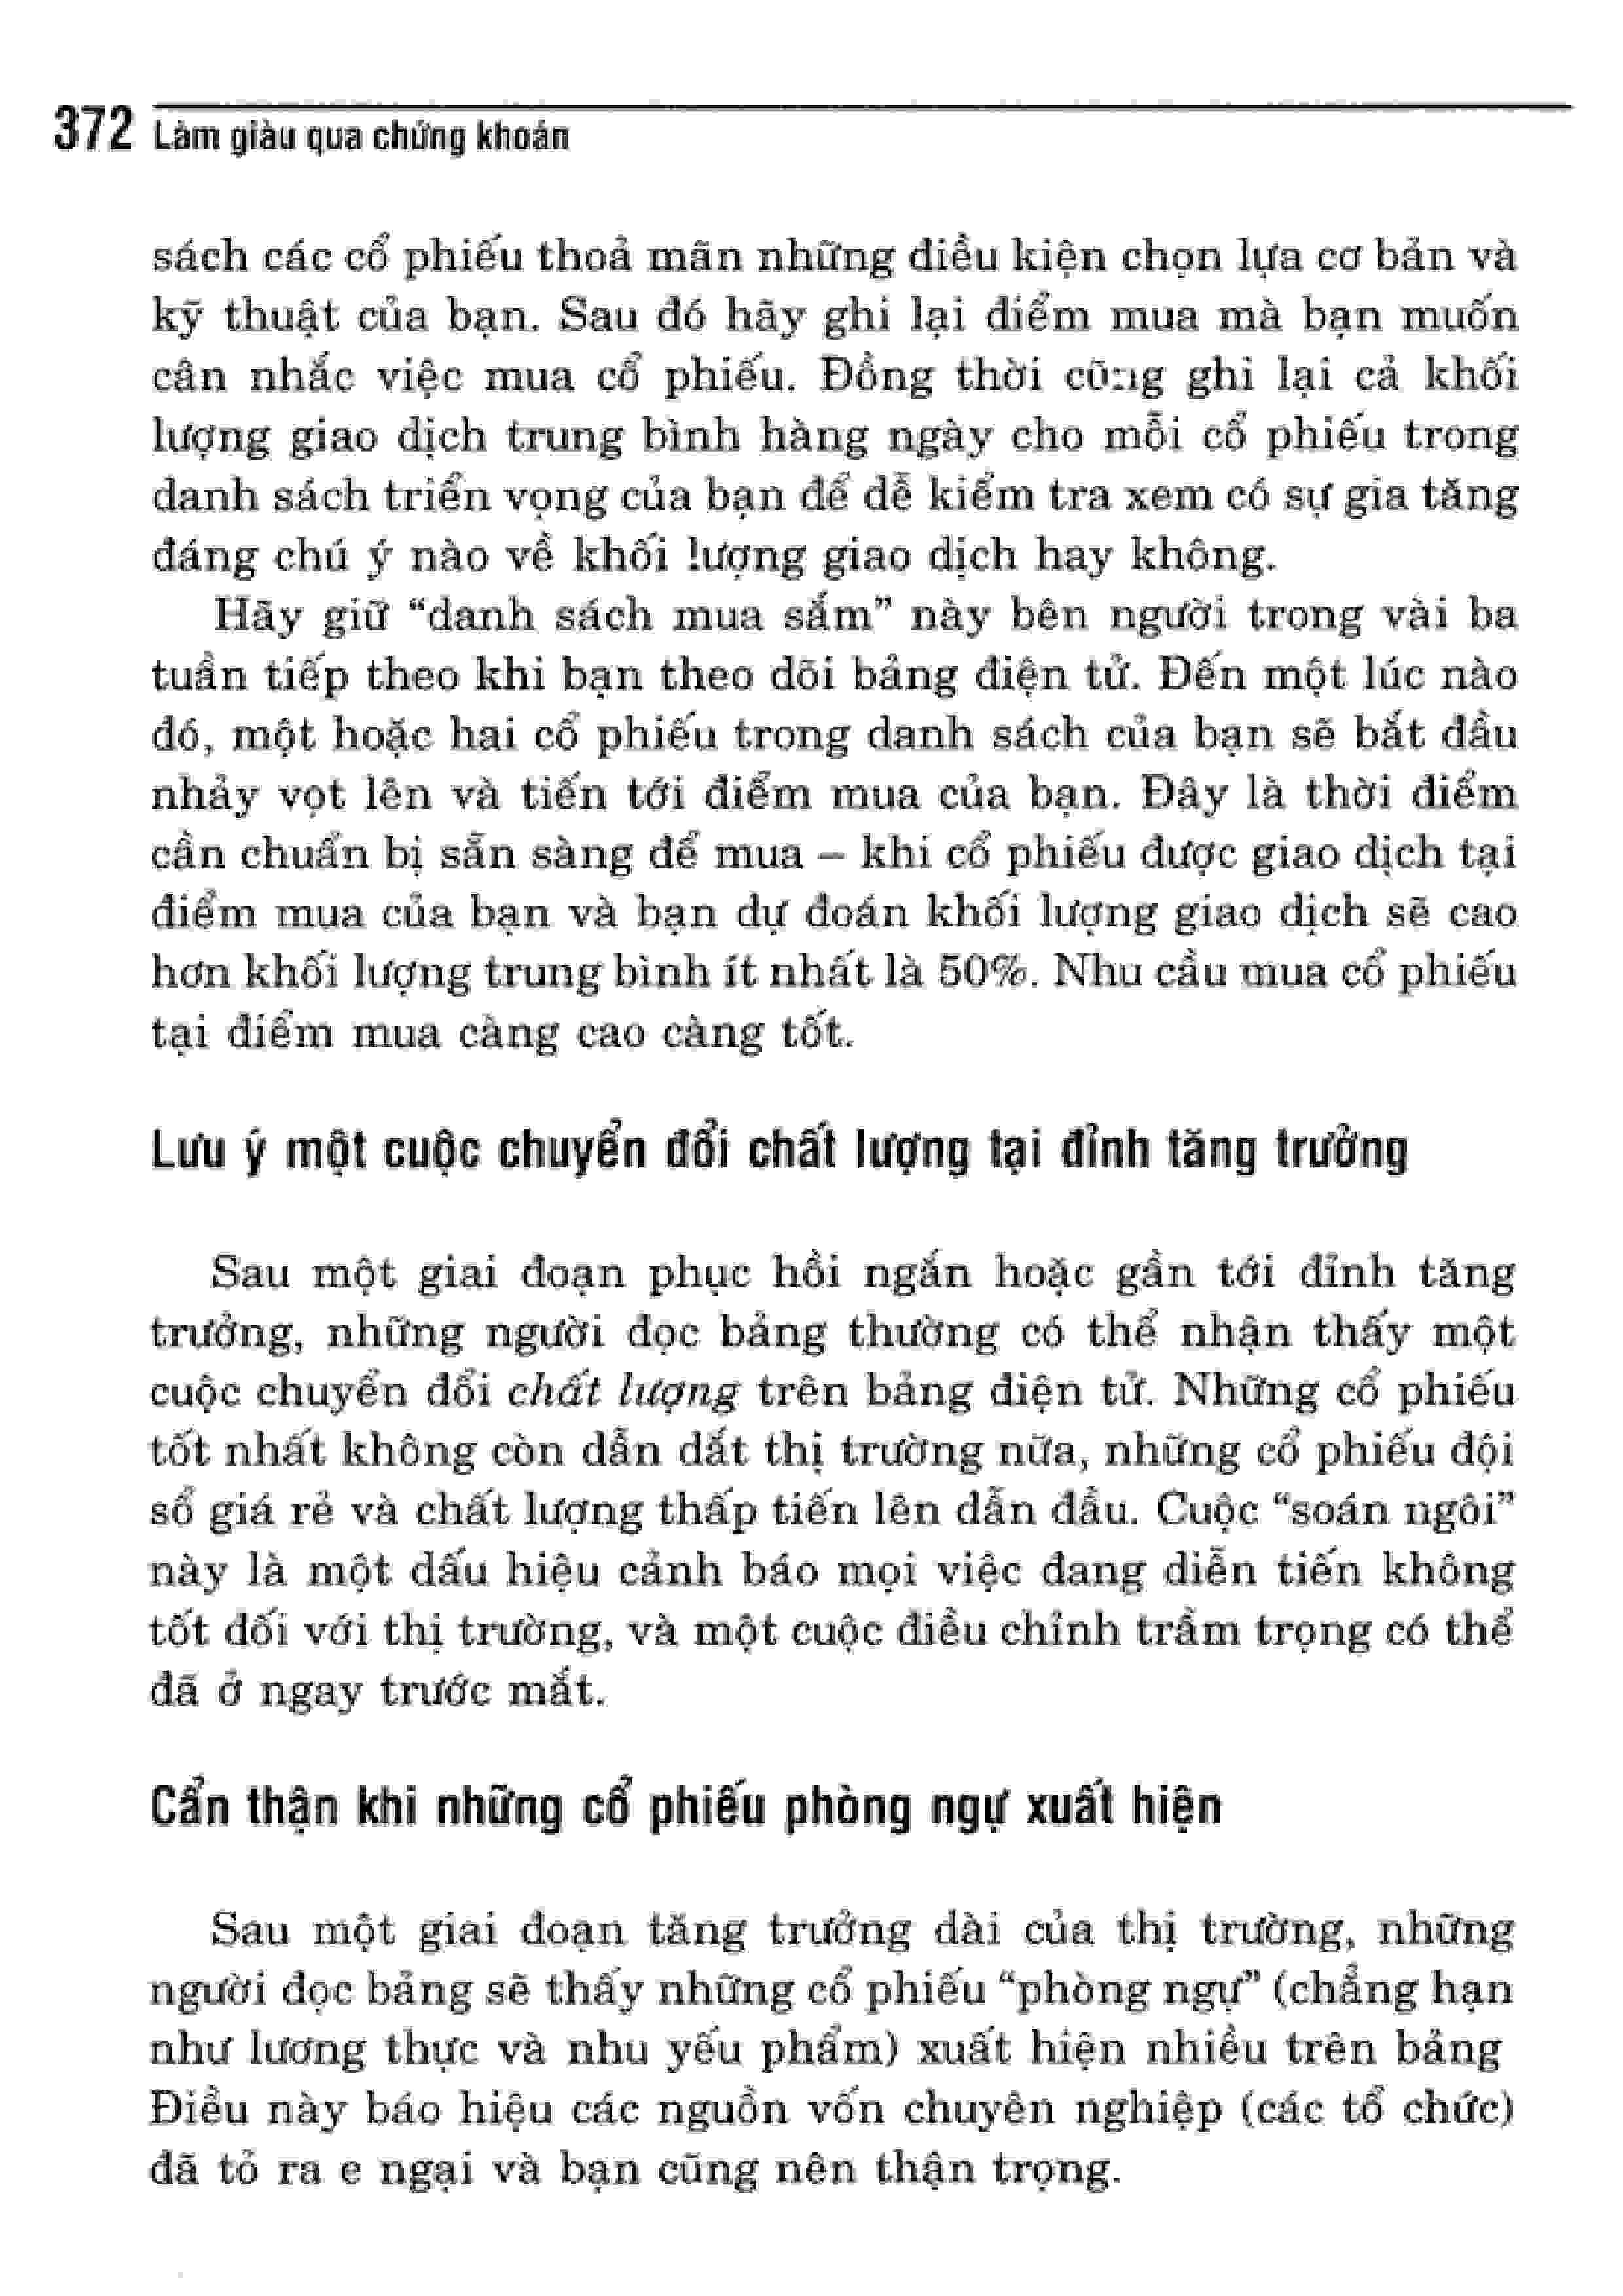 372 Làm giàu qua chứng khoán
sách các cổ phiếu thoả mãn những điều kiện chọn lựa cơ bản và
kỹ thuật của bạn. Sau đó hãy ghi lại điểm mua mà bạn muốn
cân nhắc việc mua cổ phiếu. Đồng thời cũng ghi lại cả khối
lượng giao dịch trung bình hàng ngày cho mỗi cổ phiếu trong
danh sách triển vọng của bạn để dễ kiểm tra xem có sự gia tăng
đáng chú ý nào về khối lượng giao dịch hay không.
Hãy giữ “danh sách mua sắm” này bên người trong vài ba
tuần tiếp theo khi bạn theo dõi bảng điện tử. Đến một lúc nào
đó, một hoặc hai cổ phiếu trong danh sách của bạn sẽ bắt đầu
nhảy vọt lên và tiến tới điểm mua của bạn. Đây là thời điểm
cần chuẩn bị sẵn sàng để mua – khi cổ phiếu được giao dịch tại
điểm mua của bạn và bạn dự đoán khối lượng giao dịch sẽ cao
hơn khối lượng trung bình ít nhất là 50%. Nhu cầu mua cổ phiếu
tại điểm mua càng cao càng tốt.
Lưu ý một cuộc chuyển đổi chất lượng tại đỉnh tăng trưởng
Sau một giai đoạn phục hồi ngắn hoặc gần tới đỉnh tăng
trưởng, những người đọc bảng thường có thể nhận thấy một
cuộc chuyển đổi chất lượng trên bảng điện tử. Những cổ phiếu
tốt nhất không còn dẫn dắt thị trường nữa, những cổ phiếu đội
sổ giá rẻ và chất lượng thấp tiến lên dẫn đầu. Cuộc “soán ngôi”
này là một dấu hiệu cảnh báo mọi việc đang diễn tiến không
tốt đối với thị trường, và một cuộc điều chỉnh trầm trọng có thể
đã ở ngay trước mắt.
Cẩn thận khi những cổ phiếu phòng ngự xuất hiện
Sau một giai đoạn tăng trưởng dài của thị trường, những
người đọc bảng sẽ thấy những cổ phiếu “phòng ngự” (chẳng hạn
như lương thực và nhu yếu phẩm) xuất hiện nhiều trên bảng
Điều này báo hiệu các nguồn vốn chuyên nghiệp (các tổ chức)
đã tỏ ra e ngại và bạn cũng nên thận trọng.